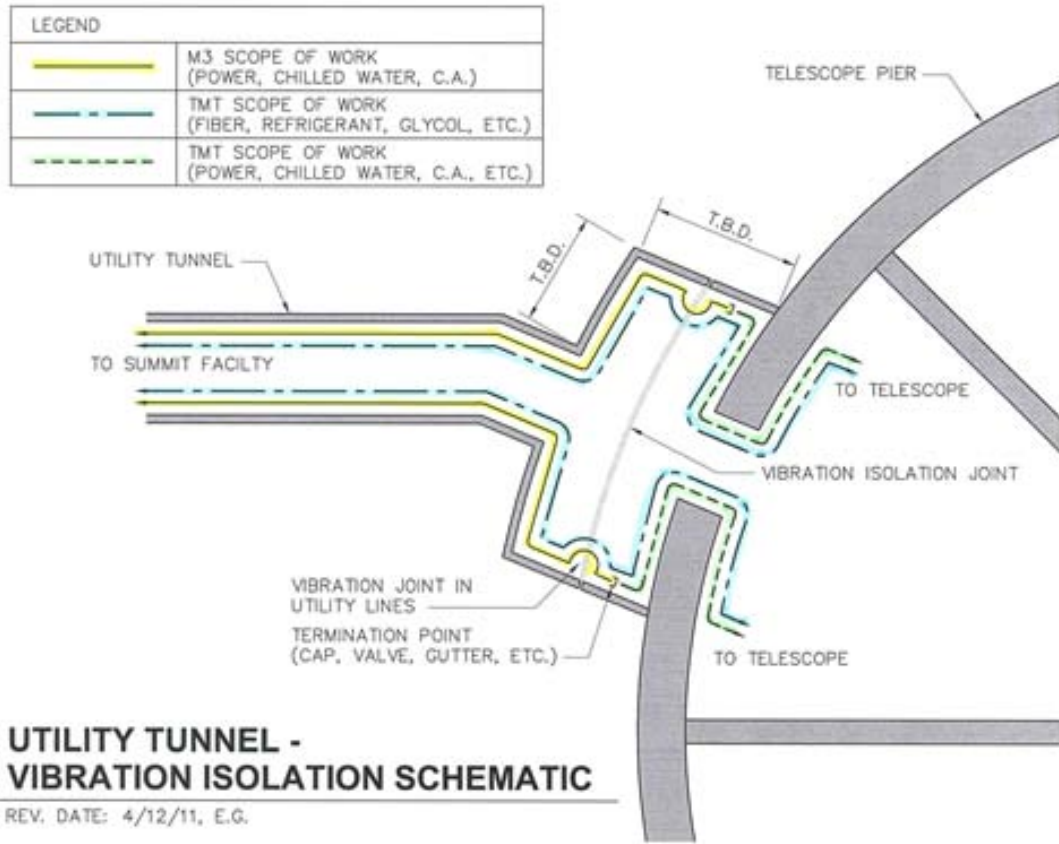 LEGEND
M3 SCOPE OF WORK
(POWER, CHILLED WATER, C.A.)
TMT SCOPE OF WORK
(FIBER, REFRIGERANT, GLYCOL, ETC.)
TMT SCOPE OF WORK
(POWER, CHILLED WATER, C.A., ETC.)
TELESCOPE PIER
T.B.D.
T.B.D.
UTILITY TUNNEL
TO SUMMIT FACILTY
TO TELESCOPE
VIBRATION ISOLATION JOINT
VIBRATION JOINT IN
UTILITY LINES
TERMINATION POINT
(CAP, VALVE, GUTTER, ETC.)
TO TELESCOPE
UTILITY TUNNEL -
VIBRATION ISOLATION SCHEMATIC
REV. DATE: 4/12/11, E.G.